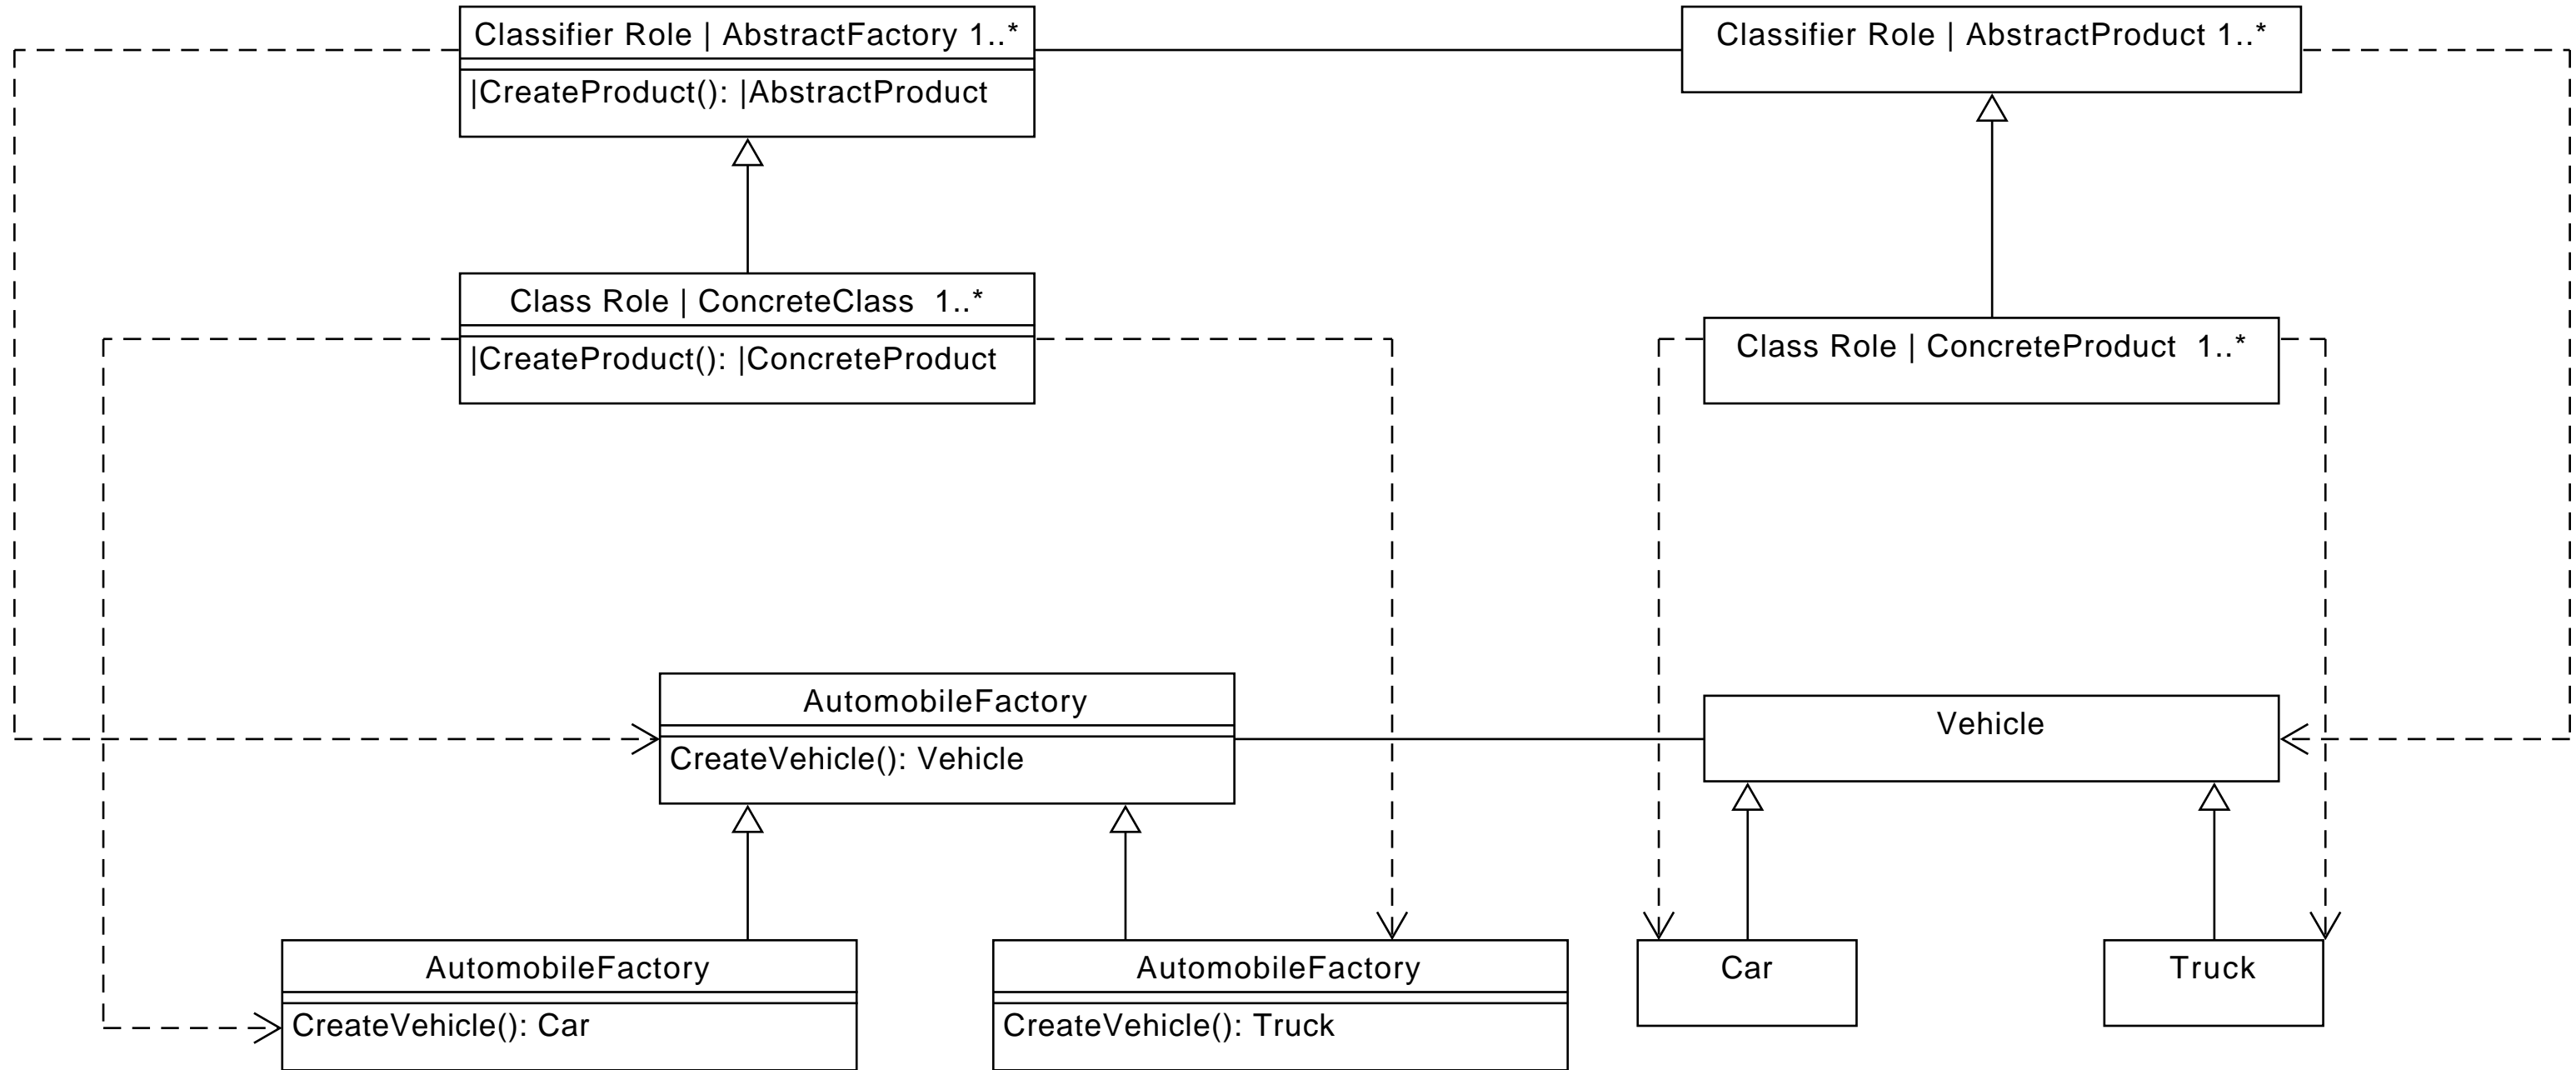 Classifier Role | AbstractFactory 1..*
|CreateProduct(): |AbstractProduct
Classifier Role | AbstractProduct 1..*
Class Role | ConcreteClass 1..*
|CreateProduct(): |ConcreteProduct
Class Role | ConcreteProduct 1..*
AutomobileFactory
CreateVehicle(): Vehicle
Vehicle
AutomobileFactory
CreateVehicle(): Car
AutomobileFactory
CreateVehicle(): Truck
Car
Truck